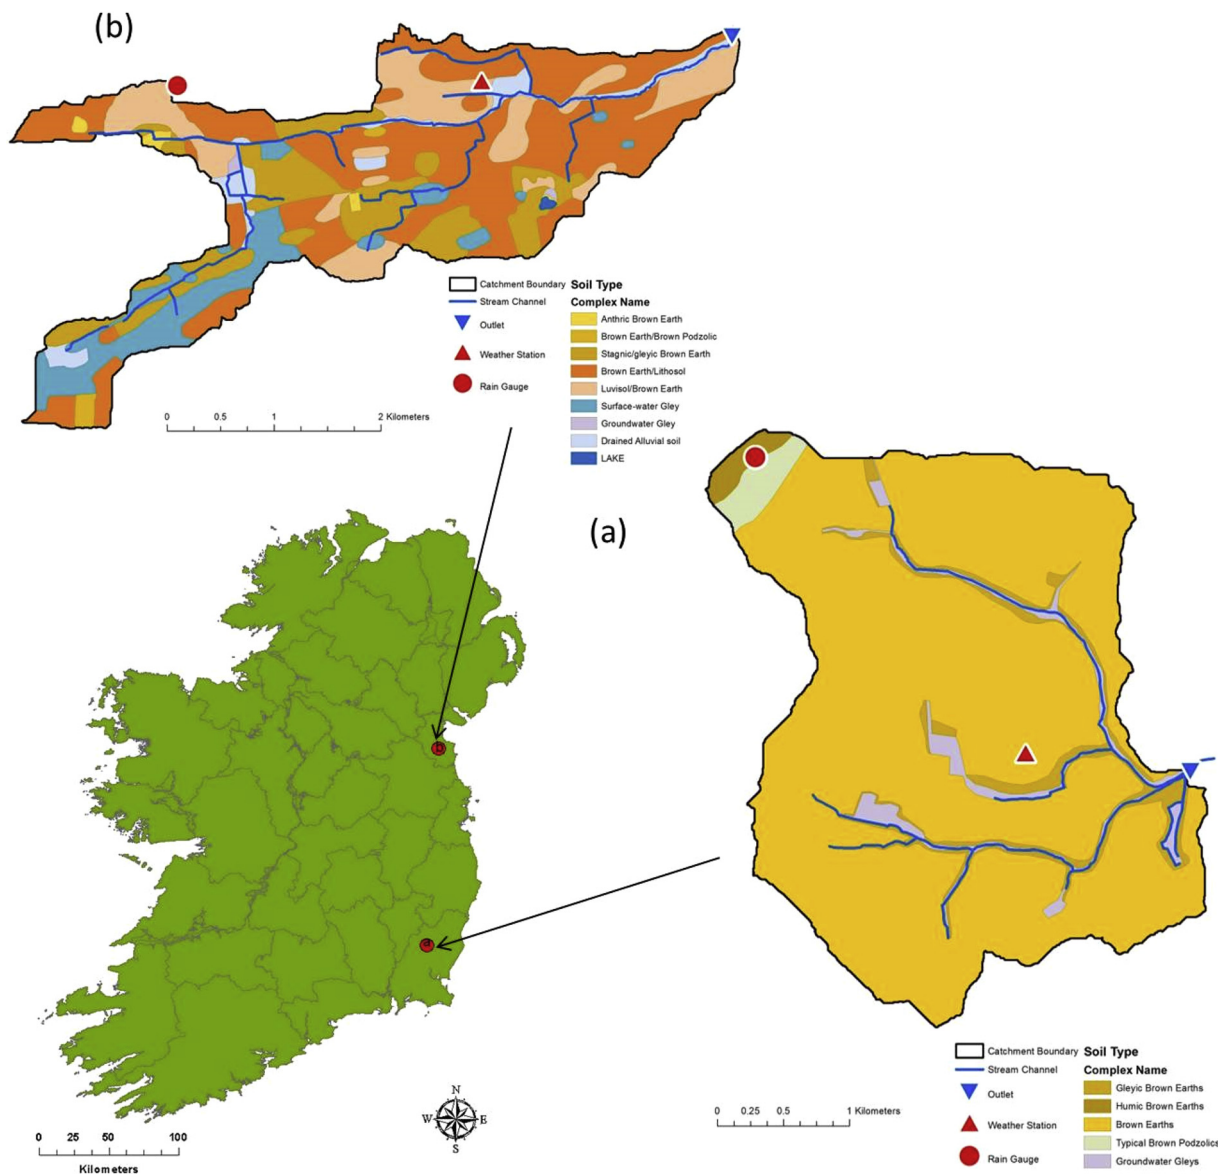 (b)
Catchment Boundary Soil Type
Stream Channel Complex Name
Anthric Brown Earth
Outlet
Brown Earth/Brown Podzolic
Stagnic/gleyic Brown Earth
Weather Station
Brown Earth/Lithosol
Rain Gauge
Luvisol/Brown Earth
Surface-water Gley
Groundwater Gley
Drained Alluvial soil
LAKE
0 0.5 1 2 Kilometers
(a)
b
a
N
W E
S
0 25 50 100
Kilometers
Catchment Boundary Soil Type
Stream Channel Complex Name
Gleyic Brown Earths
Outlet
Humic Brown Earths
Weather Station
Brown Earths
Typical Brown Podzolics
Rain Gauge
Groundwater Gleys
0 0.25 0.5 1 Kilometers